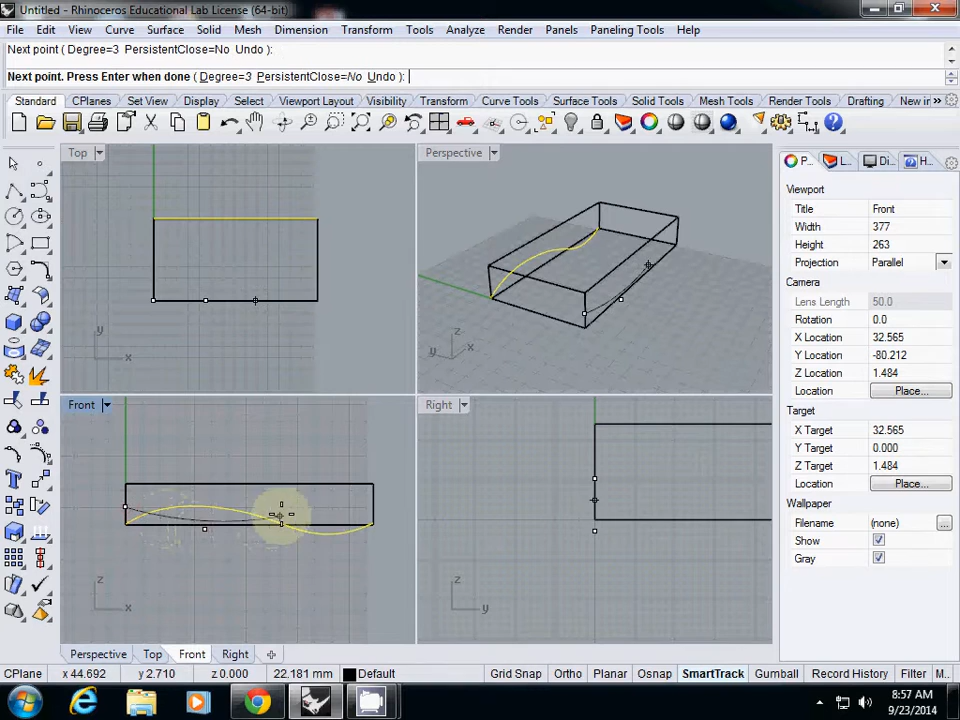 Untitled - Rhinoceros Educational Lab License (64-bit)
File Edit View Curve Surface Solid Mesh Dimension Transform Tools Analyze Render Panels Paneling Tools Help
Next point ( Degree=3 PersistentClose=No Undo ):
Next point. Press Enter when done ( Degree=3 PersistentClose=No Undo ):
Standard CPlanes Set View Display Select Viewport Layout Visibility Transform Curve Tools Surface Tools Solid Tools Mesh Tools Render Tools Drafting New in »
Top
Perspective
P... L... Di... H...
Viewport
Title Front
Width 377
Height 263
Projection Parallel
Camera
Lens Length 50.0
Rotation 0.0
X Location 32.565
Y Location -80.212
Z Location 1.484
Location Place...
Target
X Target 32.565
Y Target 0.000
Z Target 1.484
Location Place...
Wallpaper
Filename (none) ...
Show
Gray
y
x
z
y
x
Front
Right
z
x
z
y
Perspective Top Front Right
CPlane x 44.692 y 2.710 z 0.000 22.181 mm Default Grid Snap Ortho Planar Osnap SmartTrack Gumball Record History Filter M...
8:57 AM
9/23/2014